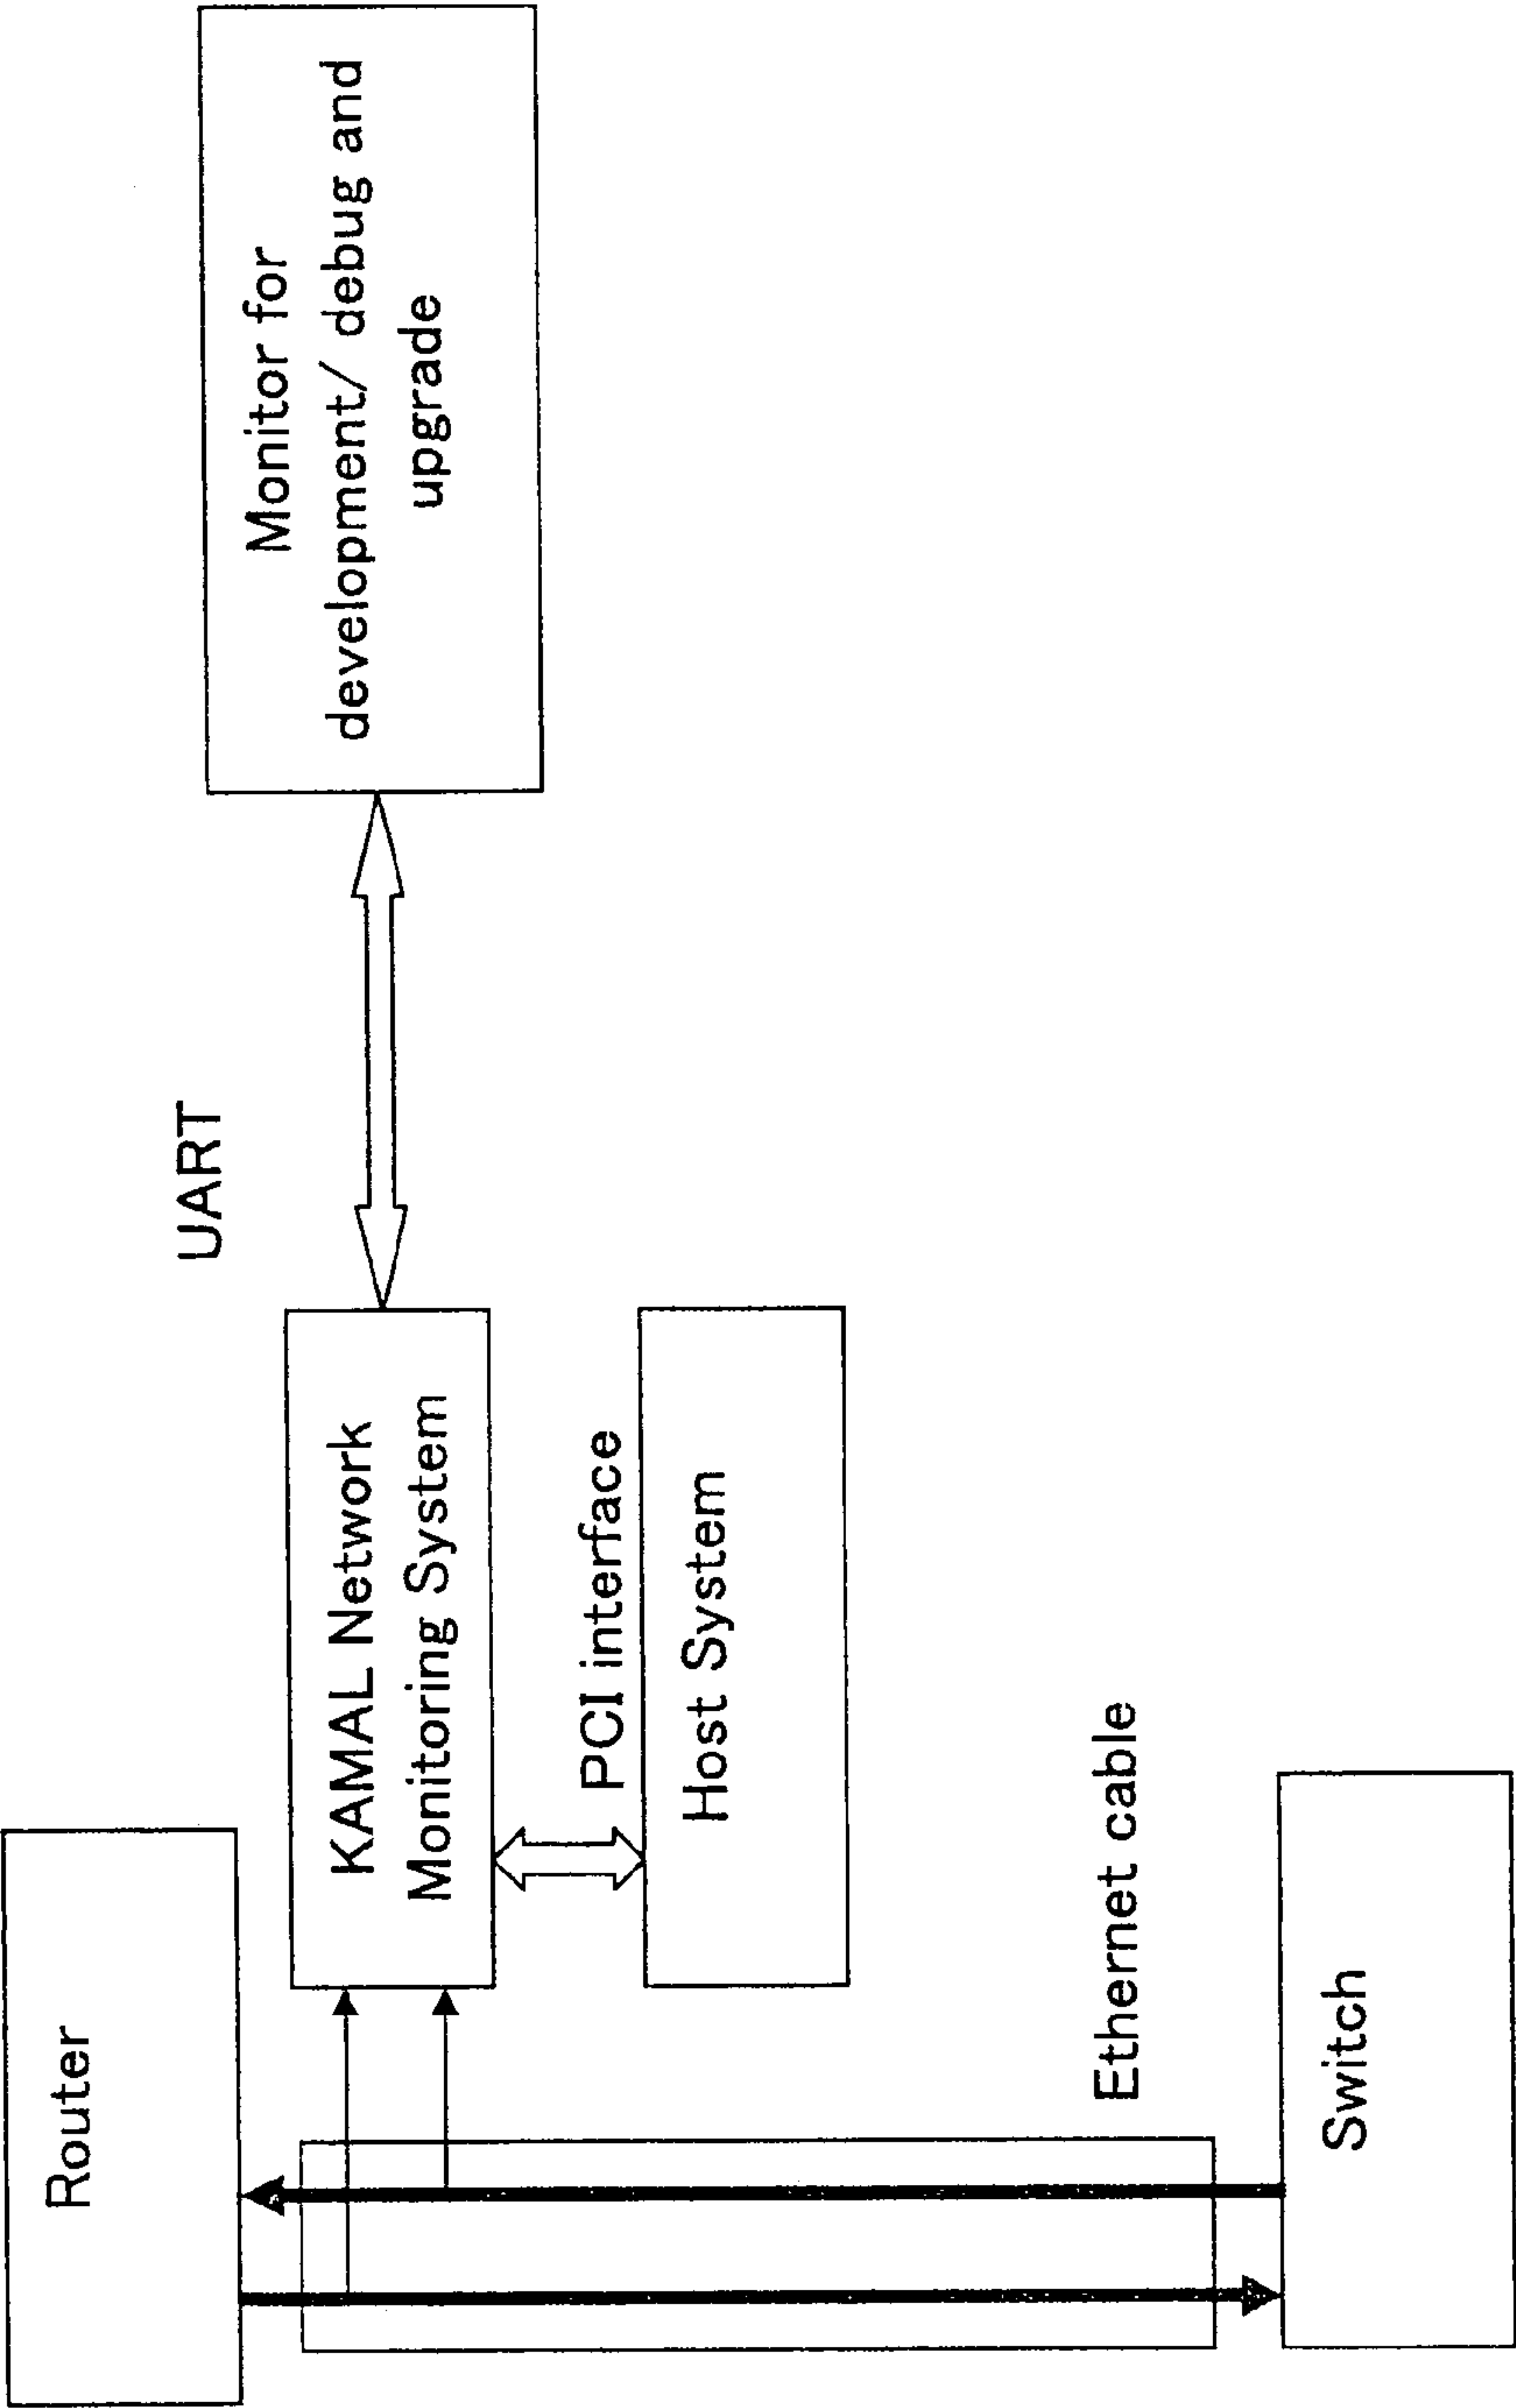 Router
UART
Monitor for
development/ debug and
upgrade
KAMAL Network
Monitoring System
PCI interface
Host System
Ethernet cable
Switch